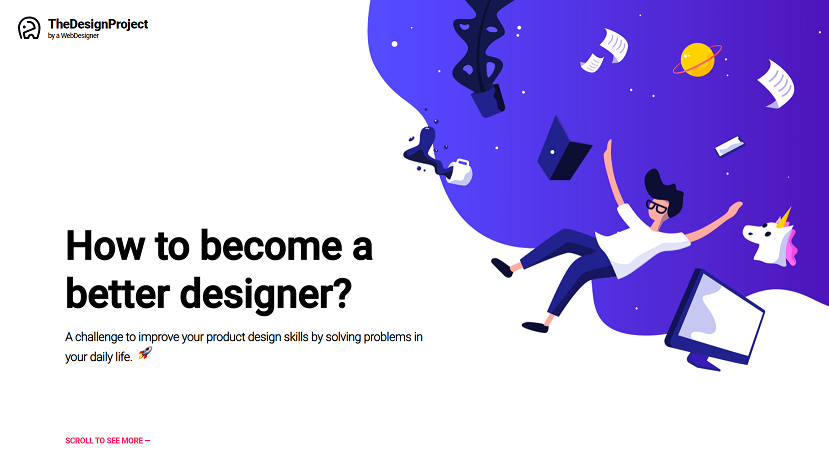 TheDesignProject
by a WebDesigner
How to become a
better designer?
A challenge to improve your product design skills by solving problems in
your daily life. 🚀
SCROLL TO SEE MORE —